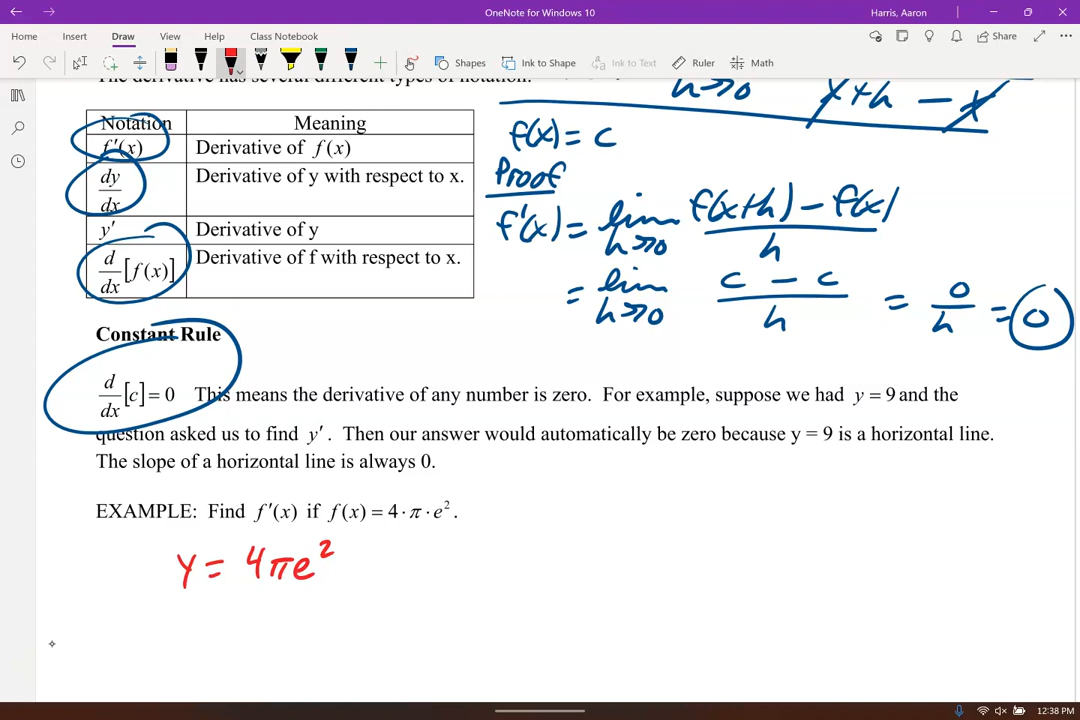 OneNote for Windows 10
Harris, Aaron
Home Insert Draw View Help Class Notebook
Share
Shapes Ink to Shape Ink to Text Ruler Math
The derivative has several different types of notation.
h→0 x+h - x
Notation Meaning
f'(x) Derivative of f(x)
dy/dx Derivative of y with respect to x.
y' Derivative of y
d/dx [f(x)] Derivative of f with respect to x.
f(x) = c
Proof
f'(x) = lim h→0 (f(x+h) - f(x))/h
= lim h→0 (c - c)/h = 0/h = 0
Constant Rule
d/dx [c] = 0 This means the derivative of any number is zero. For example, suppose we had y = 9 and the
question asked us to find y'. Then our answer would automatically be zero because y = 9 is a horizontal line.
The slope of a horizontal line is always 0.
EXAMPLE: Find f'(x) if f(x) = 4·π·e².
y = 4πe²
12:38 PM